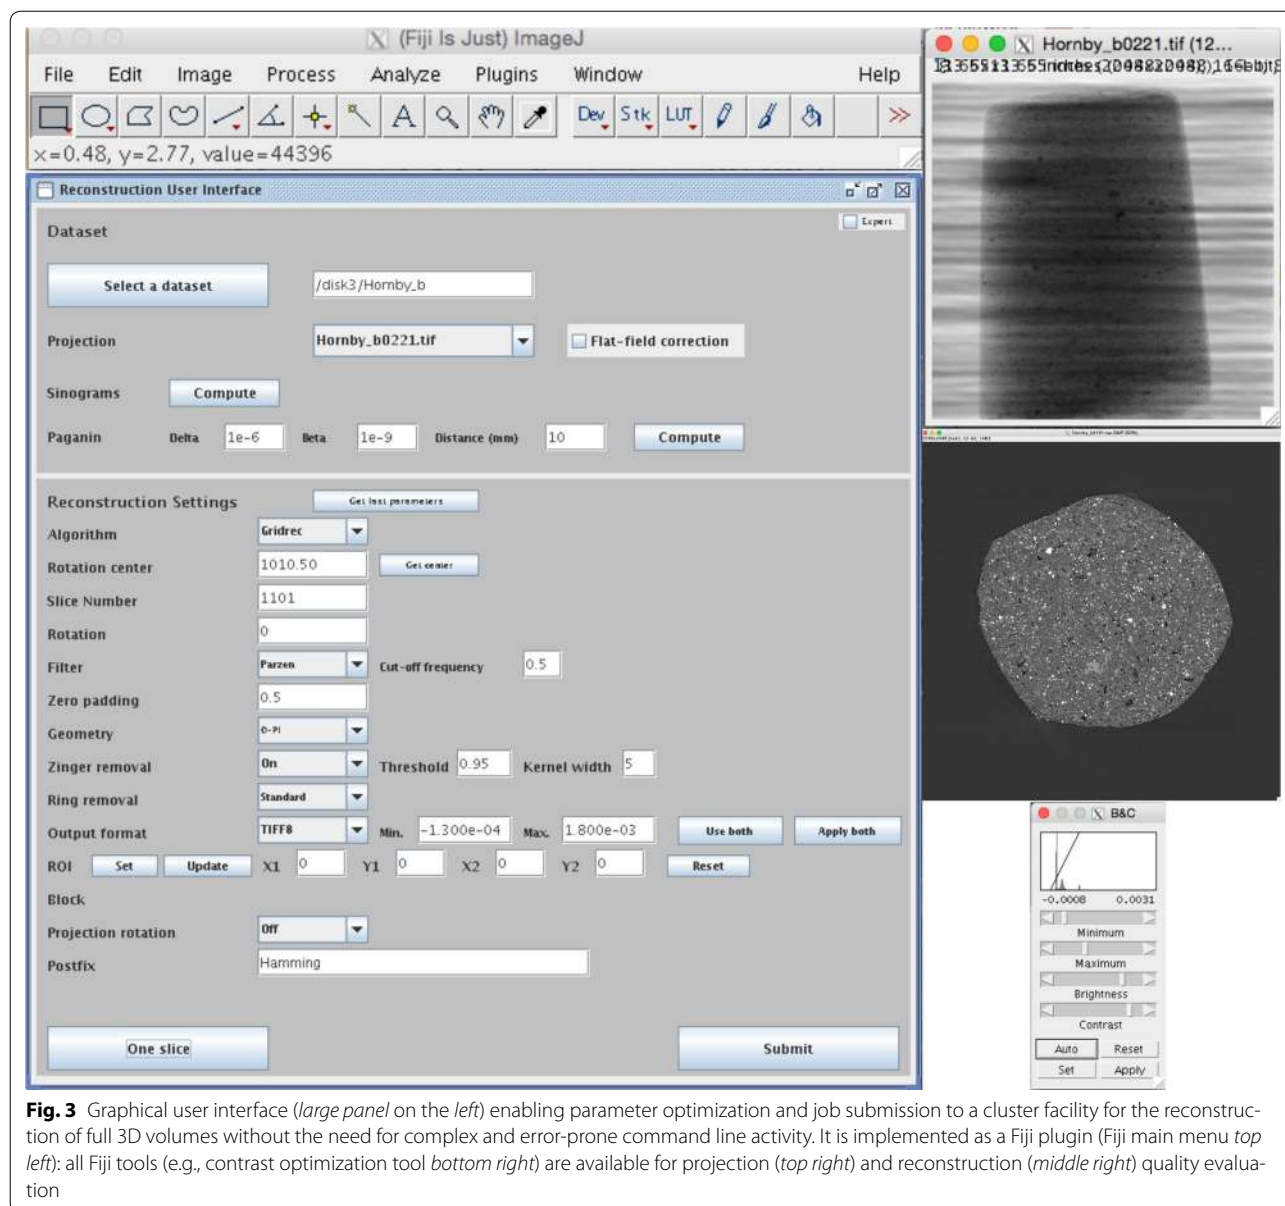 (Fiji Is Just) ImageJ
File Edit Image Process Analyze Plugins Window Help
Dev Stk LUT >>
x=0.48, y=2.77, value=44396
Hornby_b0221.tif (12...
Reconstruction User Interface
Expert
Dataset
Select a dataset /disk3/Hornby_b
Projection Hornby_b0221.tif Flat-field correction
Sinograms Compute
Paganin Delta 1e-6 Beta 1e-9 Distance (mm) 10 Compute
Reconstruction Settings Get last parameters
Algorithm Gridrec
Rotation center 1010.50 Get center
Slice Number 1101
Rotation 0
Filter Parzen Cut-off frequency 0.5
Zero padding 0.5
Geometry 0-PI
Zinger removal On Threshold 0.95 Kernel width 5
Ring removal Standard
Output format TIFF8 Min. -1.300e-04 Max. 1.800e-03 Use both Apply both
ROI Set Update X1 0 Y1 0 X2 0 Y2 0 Reset
Block
Projection rotation Off
Postfix Hamming
One slice Submit
B&C
-0.0008 0.0031
Minimum
Maximum
Brightness
Contrast
Auto Reset
Set Apply
Fig. 3 Graphical user interface (large panel on the left) enabling parameter optimization and job submission to a cluster facility for the reconstruc-
tion of full 3D volumes without the need for complex and error-prone command line activity. It is implemented as a Fiji plugin (Fiji main menu top
left): all Fiji tools (e.g., contrast optimization tool bottom right) are available for projection (top right) and reconstruction (middle right) quality evalua-
tion